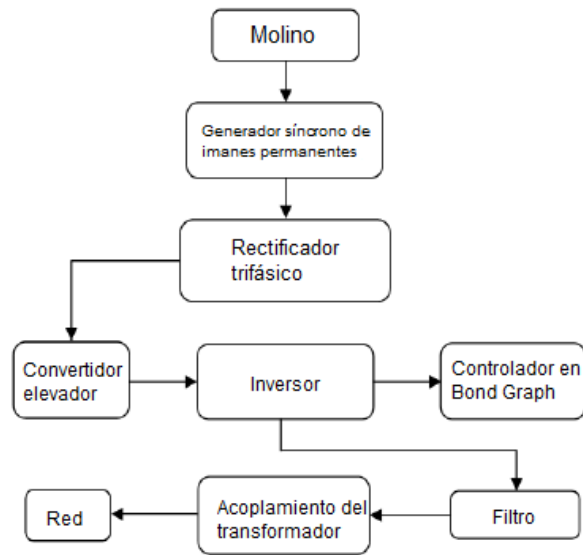 Molino
Generador síncrono de
imanes permanentes
Rectificador
trifásico
Convertidor
elevador
Inversor
Controlador en
Bond Graph
Red
Acoplamiento del
transformador
Filtro